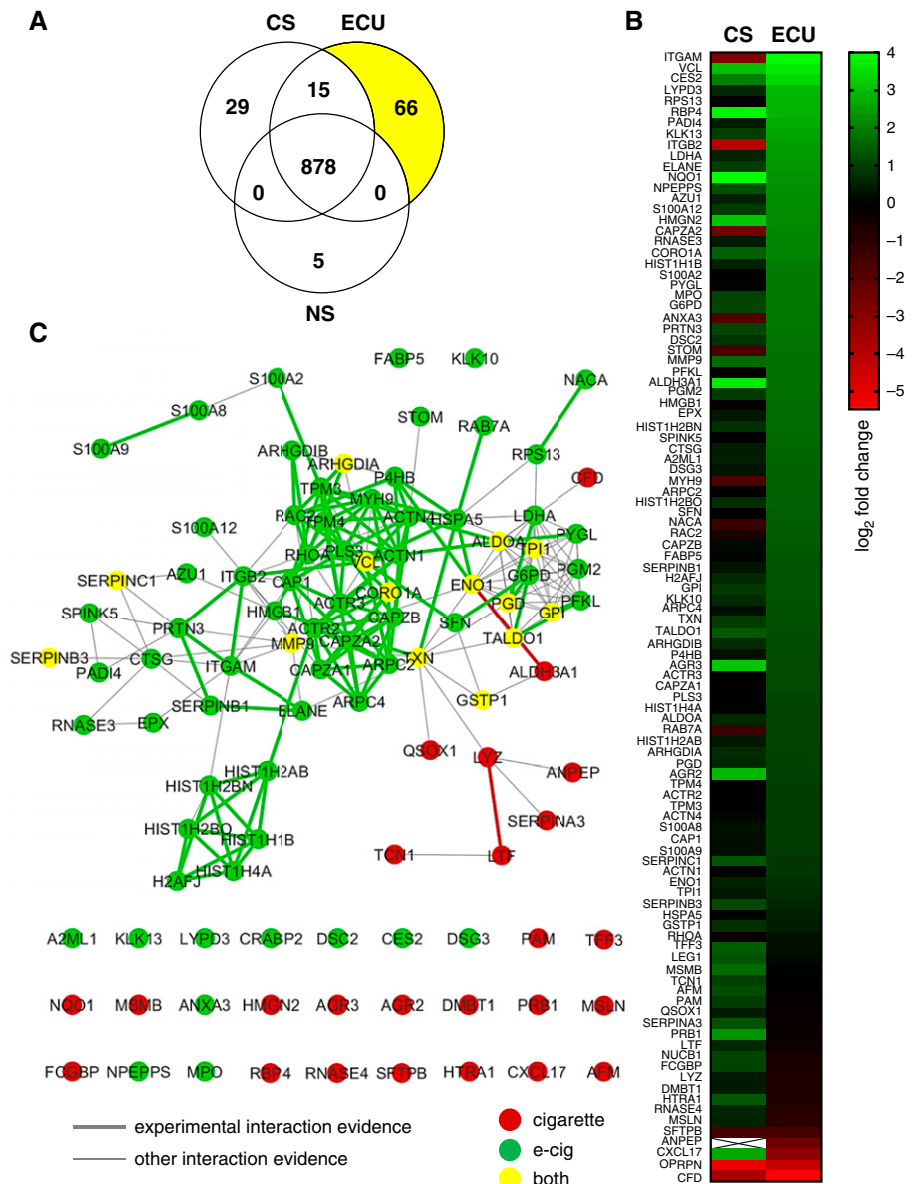 A
CS ECU
29
15
66
878
0
0
5
NS
B
CS ECU
ITGAM
VCL
CES2
LYPD3
RPS13
RBP4
PADI4
KLK13
ITGB2
LDHA
ELANE
NQO1
NPEPPS
AZU1
S100A12
HMGN2
CAPZA2
RNASE3
CORO1A
HIST1H1B
S100A2
PYGL
MPO
G6PD
ANXA3
PRTN3
DSC2
STOM
MMP9
PFKL
ALDH3A1
PGM2
HMGB1
EPX
HIST1H2BN
SPINK5
CTSG
A2ML1
DSG3
MYH9
ARPC2
HIST1H2BO
SFN
NACA
RAC2
CAPZB
FABP5
SERPINB1
H2AFJ
GPI
KLK10
ARPC4
TXN
TALDO1
ARHGDIB
P4HB
AGR3
ACTR3
CAPZA1
PLS3
HIST1H4A
ALDOA
RAB7A
HIST1H2AB
ARHGDIA
PGD
AGR2
TPM4
ACTR2
TPM3
ACTN4
S100A8
CAP1
S100A9
SERPINC1
ACTN1
ENO1
TPI1
SERPINB3
HSPA5
GSTP1
RHOA
TFF3
LEG1
MSMB
TCN1
AFM
PAM
QSOX1
SERPINA3
PRB1
LTF
NUCB1
FCGBP
LYZ
DMBT1
HTRA1
RNASE4
MSLN
SFTPB
ANPEP
CXCL17
OPRPN
CFD
4
3
2
1
0
−1
−2
−3
−4
−5
log2 fold change
C
FABP5 KLK10
S100A2
NACA
S100A8
STOM
RAB7A
S100A9
ARHGDIB
RPS13
ARHGDIA
P4HB
CFD
TPM3
MYH9
RAC2
TPM4
ACTN4
HSPA5
LDHA
S100A12
PYGL
RHOA
PLS3
ACTN1
ALDOA
TPI1
VCL
AZU1
ITGB2
CAP1
G6PD
PGM2
SERPINC1
ENO1
CORO1A
ACTR3
PGD
PFKL
SPINK5
HMGB1
CAPZB
GPI
PRTN3
ACTR2
SFN
TALDO1
MMP9
CAPZA2
SERPINB3
CTSG
ITGAM
TXN
PADI4
CAPZA1
ARPC2
ALDH3A1
SERPINB1
ELANE
ARPC4
GSTP1
RNASE3
EPX
QSOX1
LYZ
HIST1H2AB
ANPEP
HIST1H2BN
SERPINA3
HIST1H2BO
HIST1H1B
TCN1
LTF
HIST1H4A
H2AFJ
A2ML1 KLK13 LYPD3 CRABP2 DSC2 CES2 DSG3 PAM TFF3
NQO1 MSMB ANXA3 HMGN2 AGR3 AGR2 DMBT1 PRB1 MSLN
FCGBP NPEPPS MPO RBP4 RNASE4 SFTPB HTRA1 CXCL17 AFM
experimental interaction evidence
other interaction evidence
cigarette
e-cig
both